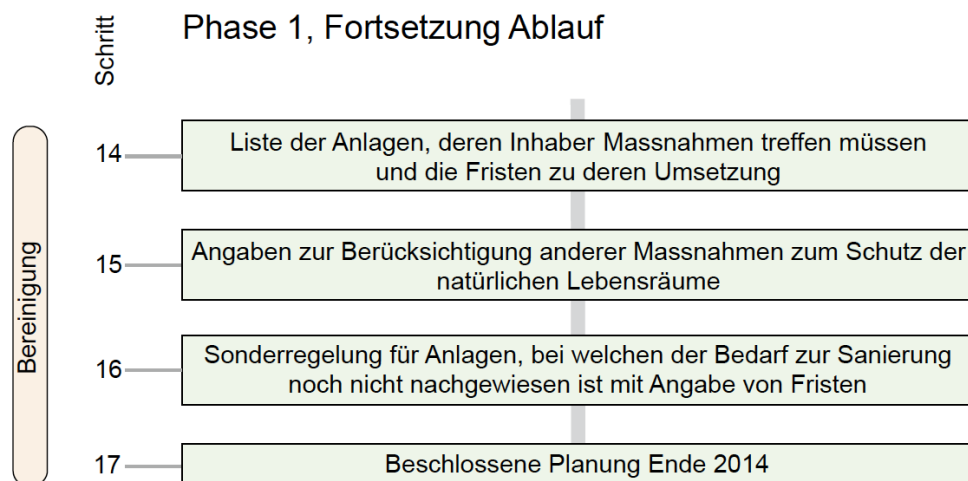 Schritt
Phase 1, Fortsetzung Ablauf
Bereinigung
14
Liste der Anlagen, deren Inhaber Massnahmen treffen müssen
und die Fristen zu deren Umsetzung
15
Angaben zur Berücksichtigung anderer Massnahmen zum Schutz der
natürlichen Lebensräume
16
Sonderregelung für Anlagen, bei welchen der Bedarf zur Sanierung
noch nicht nachgewiesen ist mit Angabe von Fristen
17
Beschlossene Planung Ende 2014